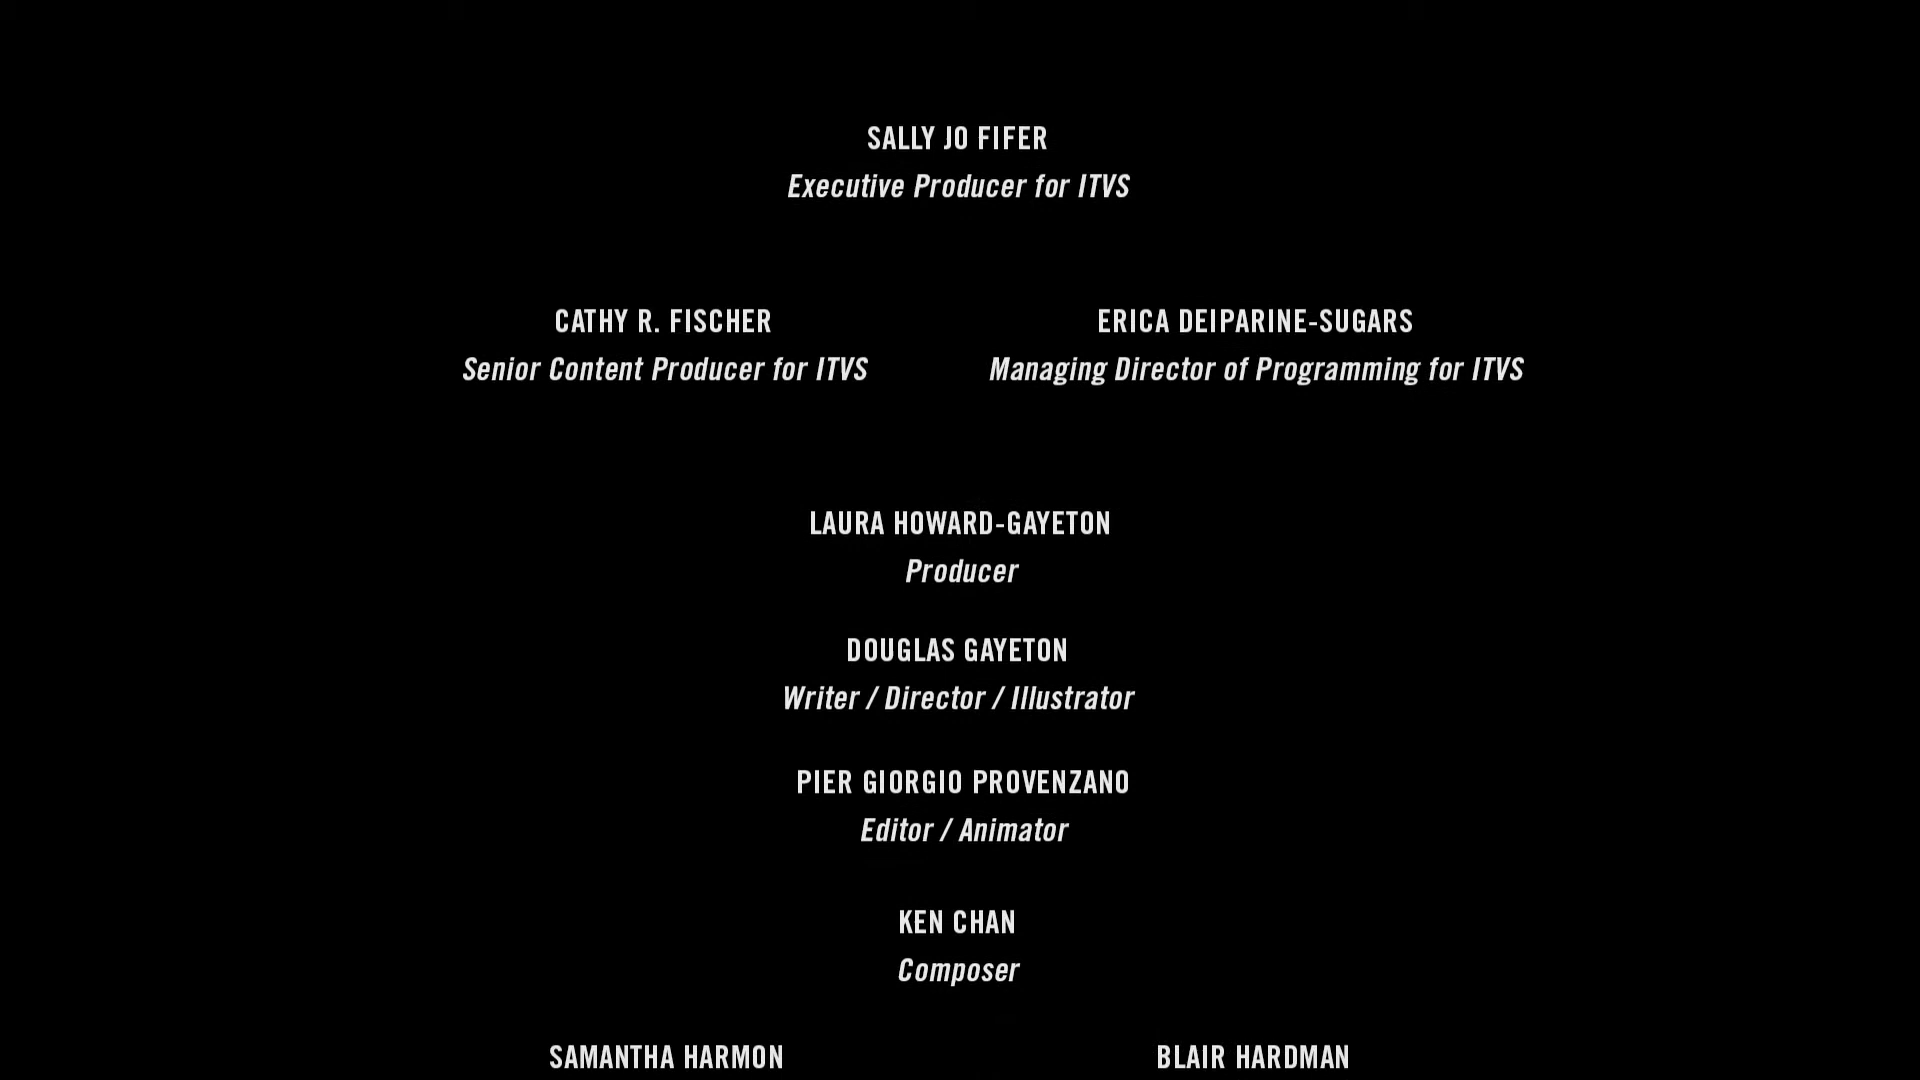 SALLY JO FIFER
Executive Producer for ITVS
CATHY R. FISCHER
Senior Content Producer for ITVS
ERICA DEIPARINE-SUGARS
Managing Director of Programming for ITVS
LAURA HOWARD-GAYETON
Producer
DOUGLAS GAYETON
Writer / Director / Illustrator
PIER GIORGIO PROVENZANO
Editor / Animator
KEN CHAN
Composer
SAMANTHA HARMON
BLAIR HARDMAN